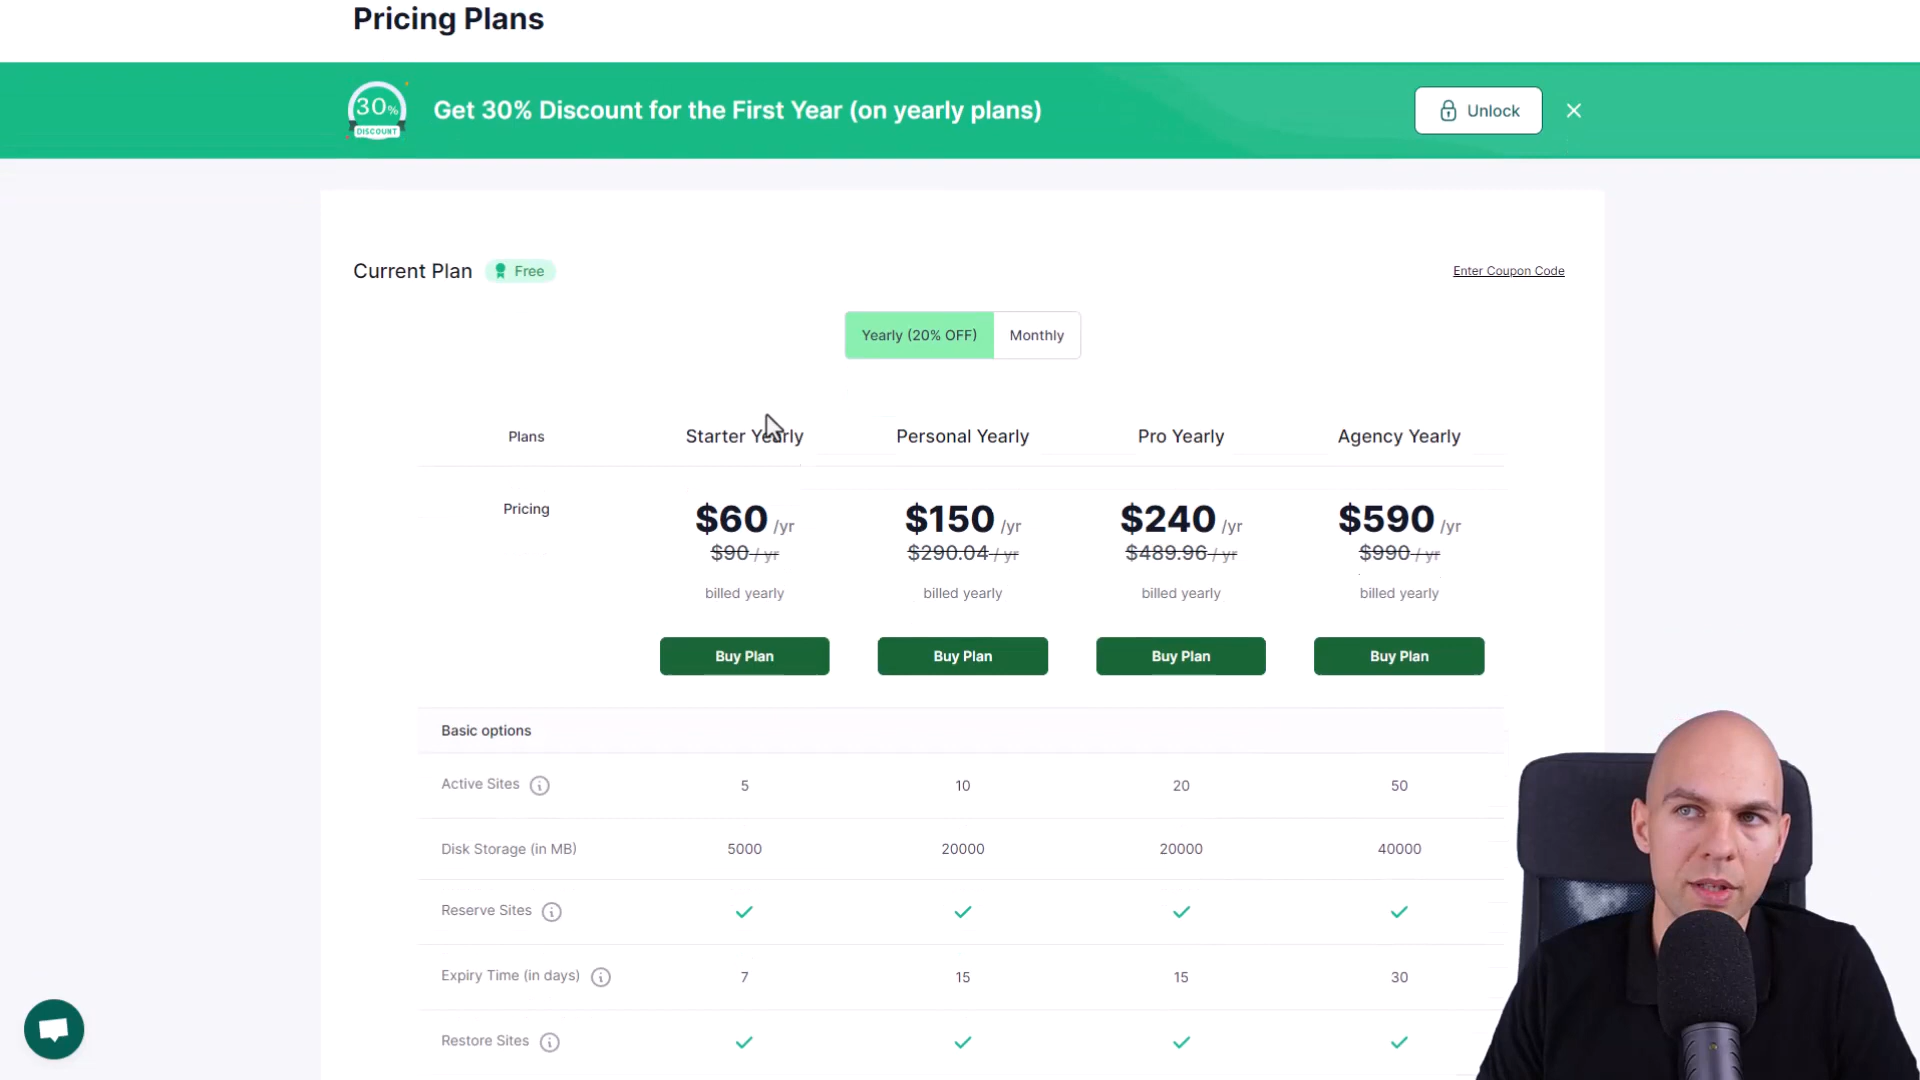 Pricing Plans
30%
DISCOUNT
Get 30% Discount for the First Year (on yearly plans)
Unlock
Current Plan
Free
Enter Coupon Code
Yearly (20% OFF)
Monthly
Plans
Starter Yearly
Personal Yearly
Pro Yearly
Agency Yearly
Pricing
$60 /yr
$150 /yr
$240 /yr
$590 /yr
$90 / yr
$290.04 / yr
$489.96 / yr
$990 / yr
billed yearly
billed yearly
billed yearly
billed yearly
Buy Plan
Buy Plan
Buy Plan
Buy Plan
Basic options
Active Sites
5
10
20
50
Disk Storage (in MB)
5000
20000
20000
40000
Reserve Sites
Expiry Time (in days)
7
15
15
30
Restore Sites